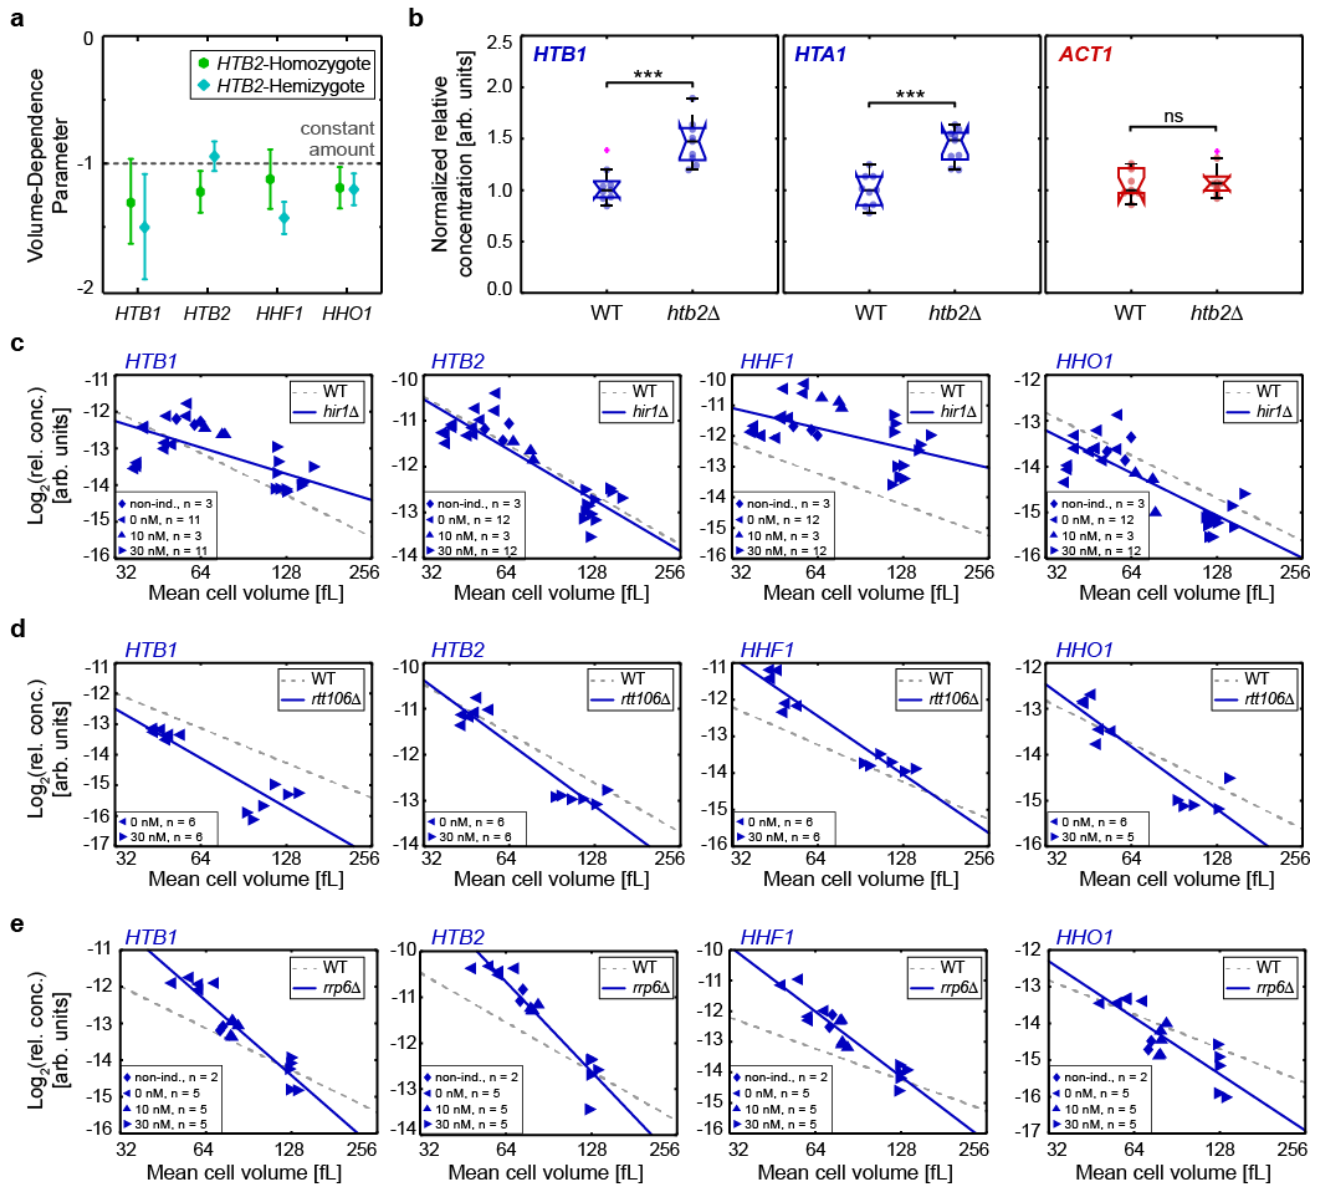 a
0
-1
-2
Volume-Dependence
Parameter
HTB2-Homozygote
HTB2-Hemizygote
constant
amount
HTB1 HTB2 HHF1 HHO1
b
Normalized relative
concentration [arb. units]
2.5
2.0
1.5
1.0
0.5
0.0
HTB1
***
WT htb2Δ
HTA1
***
WT htb2Δ
ACT1
ns
WT htb2Δ
c
Log2(rel. conc.)
[arb. units]
HTB1
-11
-12
-13
-14
-15
-16
WT
hir1Δ
non-ind., n = 3
0 nM, n = 11
10 nM, n = 3
30 nM, n = 11
32 64 128 256
Mean cell volume [fL]
HTB2
-10
-11
-12
-13
-14
WT
hir1Δ
non-ind., n = 3
0 nM, n = 12
10 nM, n = 3
30 nM, n = 12
32 64 128 256
Mean cell volume [fL]
HHF1
-10
-11
-12
-13
-14
-15
-16
WT
hir1Δ
non-ind., n = 3
0 nM, n = 12
10 nM, n = 3
30 nM, n = 12
32 64 128 256
Mean cell volume [fL]
HHO1
-12
-13
-14
-15
-16
WT
hir1Δ
non-ind., n = 3
0 nM, n = 12
10 nM, n = 3
30 nM, n = 12
32 64 128 256
Mean cell volume [fL]
d
Log2(rel. conc.)
[arb. units]
HTB1
-11
-12
-13
-14
-15
-16
-17
WT
rtt106Δ
0 nM, n = 6
30 nM, n = 6
32 64 128 256
Mean cell volume [fL]
HTB2
-10
-11
-12
-13
-14
WT
rtt106Δ
0 nM, n = 6
30 nM, n = 6
32 64 128 256
Mean cell volume [fL]
HHF1
-11
-12
-13
-14
-15
-16
WT
rtt106Δ
0 nM, n = 6
30 nM, n = 6
32 64 128 256
Mean cell volume [fL]
HHO1
-12
-13
-14
-15
-16
WT
rtt106Δ
0 nM, n = 6
30 nM, n = 5
32 64 128 256
Mean cell volume [fL]
e
Log2(rel. conc.)
[arb. units]
HTB1
-11
-12
-13
-14
-15
-16
WT
rrp6Δ
non-ind., n = 2
0 nM, n = 5
10 nM, n = 5
30 nM, n = 5
32 64 128 256
Mean cell volume [fL]
HTB2
-10
-11
-12
-13
-14
WT
rrp6Δ
non-ind., n = 2
0 nM, n = 5
10 nM, n = 5
30 nM, n = 5
32 64 128 256
Mean cell volume [fL]
HHF1
-10
-11
-12
-13
-14
-15
-16
WT
rrp6Δ
non-ind., n = 2
0 nM, n = 5
10 nM, n = 5
30 nM, n = 5
32 64 128 256
Mean cell volume [fL]
HHO1
-12
-13
-14
-15
-16
-17
WT
rrp6Δ
non-ind., n = 2
0 nM, n = 5
10 nM, n = 5
30 nM, n = 5
32 64 128 256
Mean cell volume [fL]